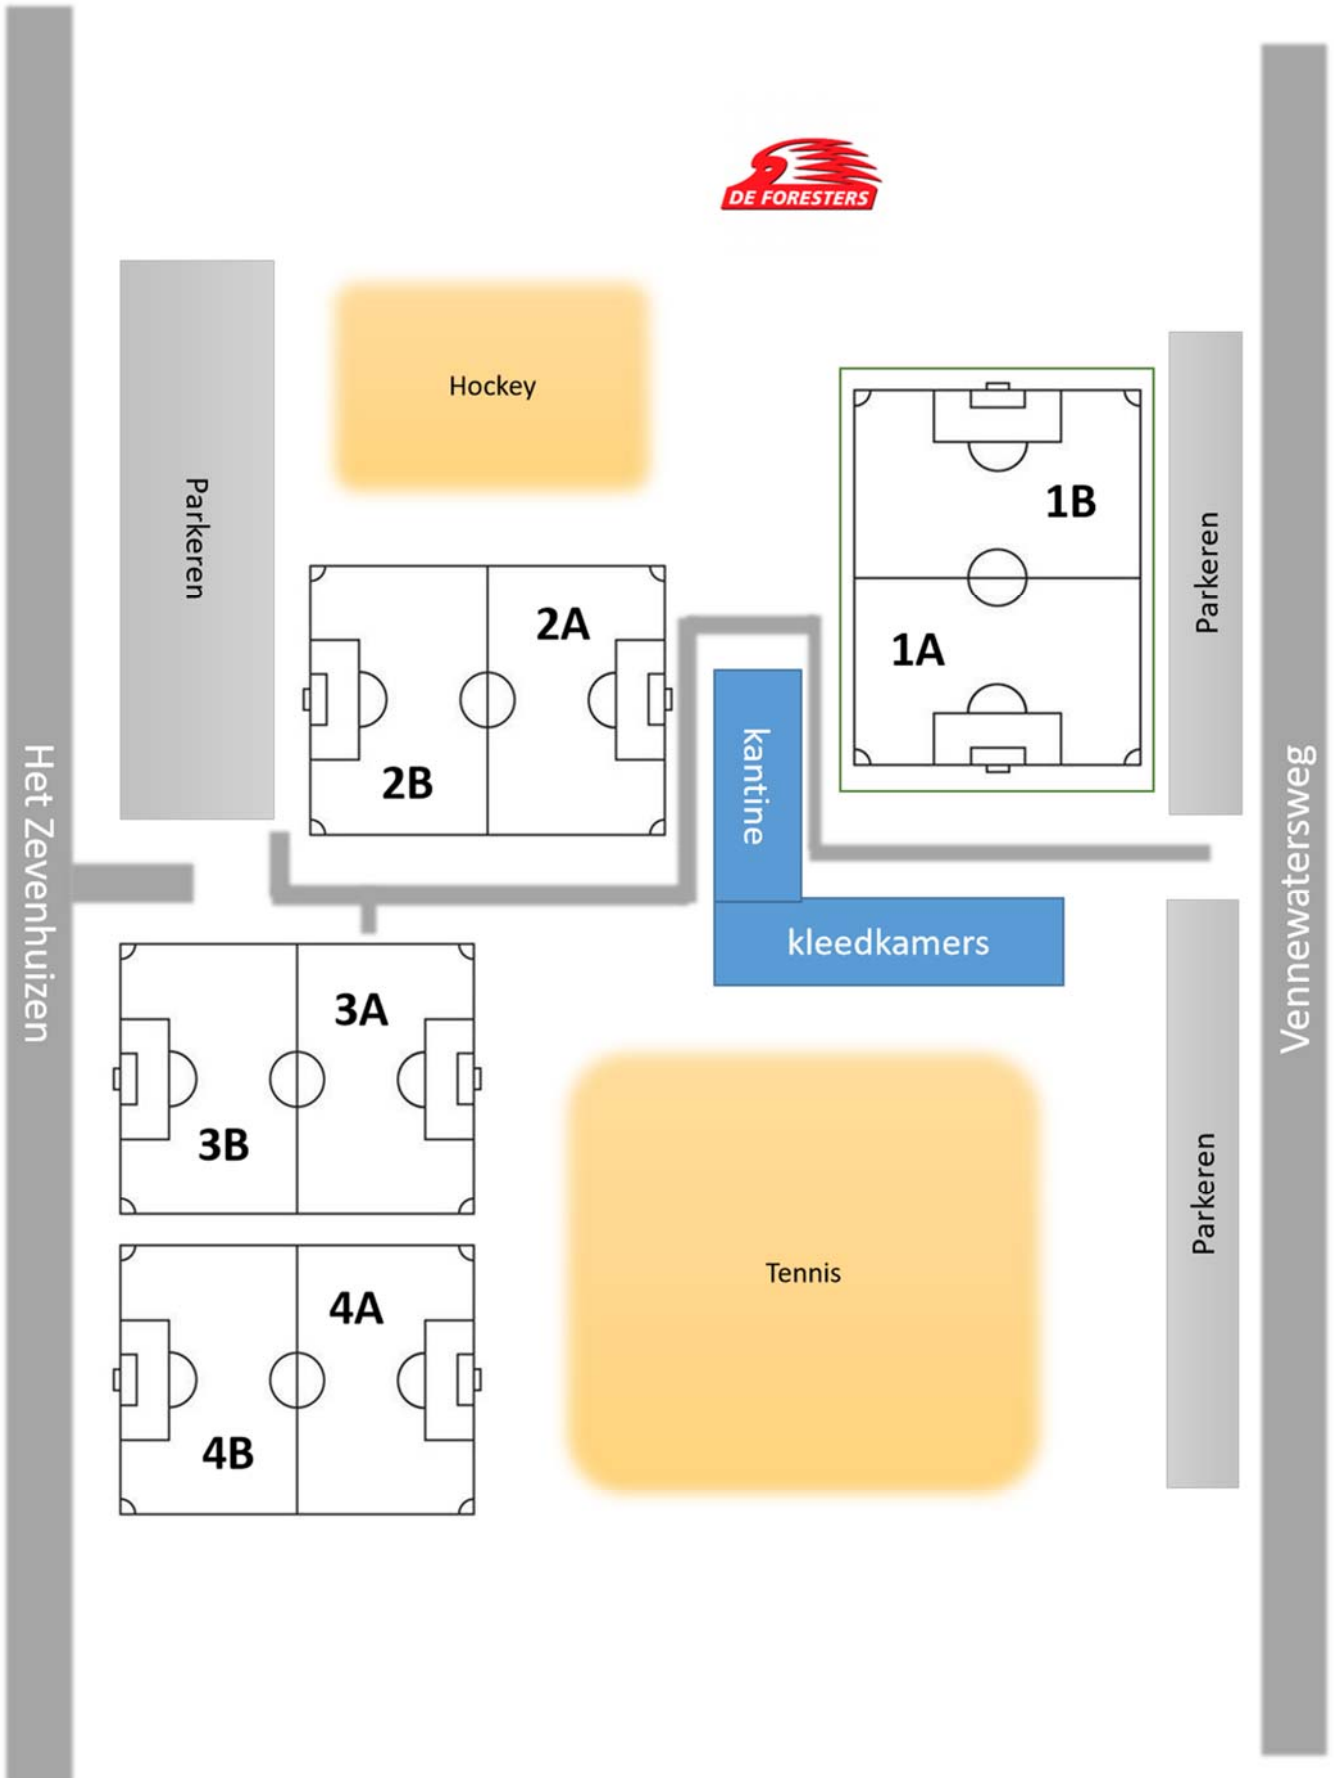 DE FORESTERS
Hockey
Parkeren
1B
Parkeren
2A
1A
2B
kantine
Het Zevenhuizen
Vennewatersweg
kleedkamers
3A
3B
Parkeren
Tennis
4A
4B